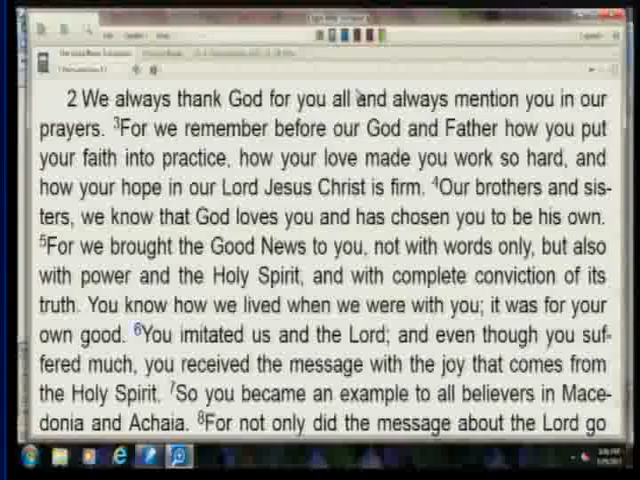 2 We always thank God for you all and always mention you in our
prayers. ³For we remember before our God and Father how you put
your faith into practice, how your love made you work so hard, and
how your hope in our Lord Jesus Christ is firm. ⁴Our brothers and sis-
ters, we know that God loves you and has chosen you to be his own.
⁵For we brought the Good News to you, not with words only, but also
with power and the Holy Spirit, and with complete conviction of its
truth. You know how we lived when we were with you; it was for your
own good. ⁶You imitated us and the Lord; and even though you suf-
fered much, you received the message with the joy that comes from
the Holy Spirit. ⁷So you became an example to all believers in Mace-
donia and Achaia. ⁸For not only did the message about the Lord go